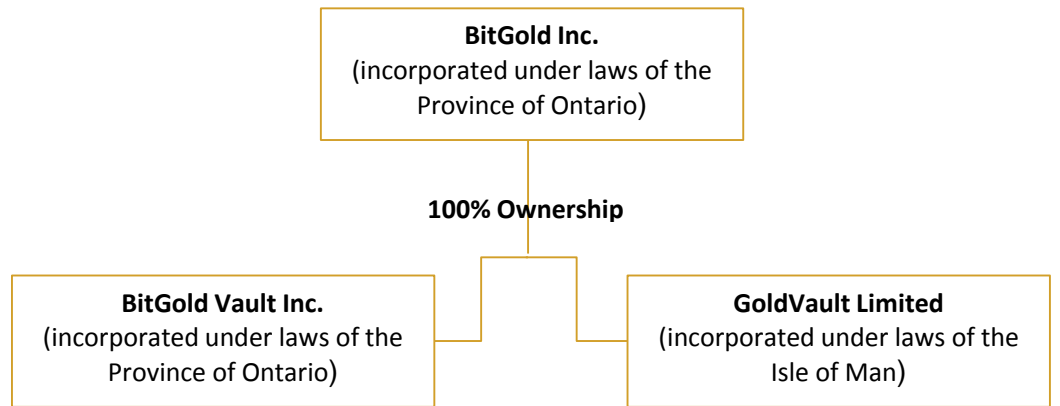 BitGold Inc.
(incorporated under laws of the
Province of Ontario)
100% Ownership
BitGold Vault Inc.
(incorporated under laws of the
Province of Ontario)
GoldVault Limited
(incorporated under laws of the
Isle of Man)